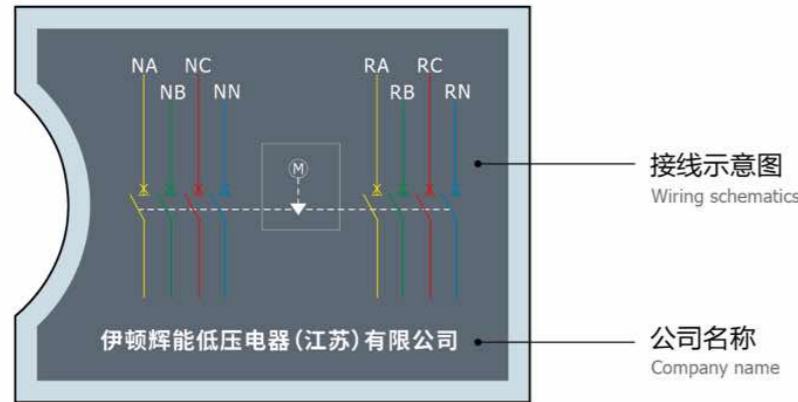 NA NC RA RC
NB NN RB RN
M
接线示意图
Wiring schematics
伊顿辉能低压电器(江苏)有限公司
公司名称
Company name